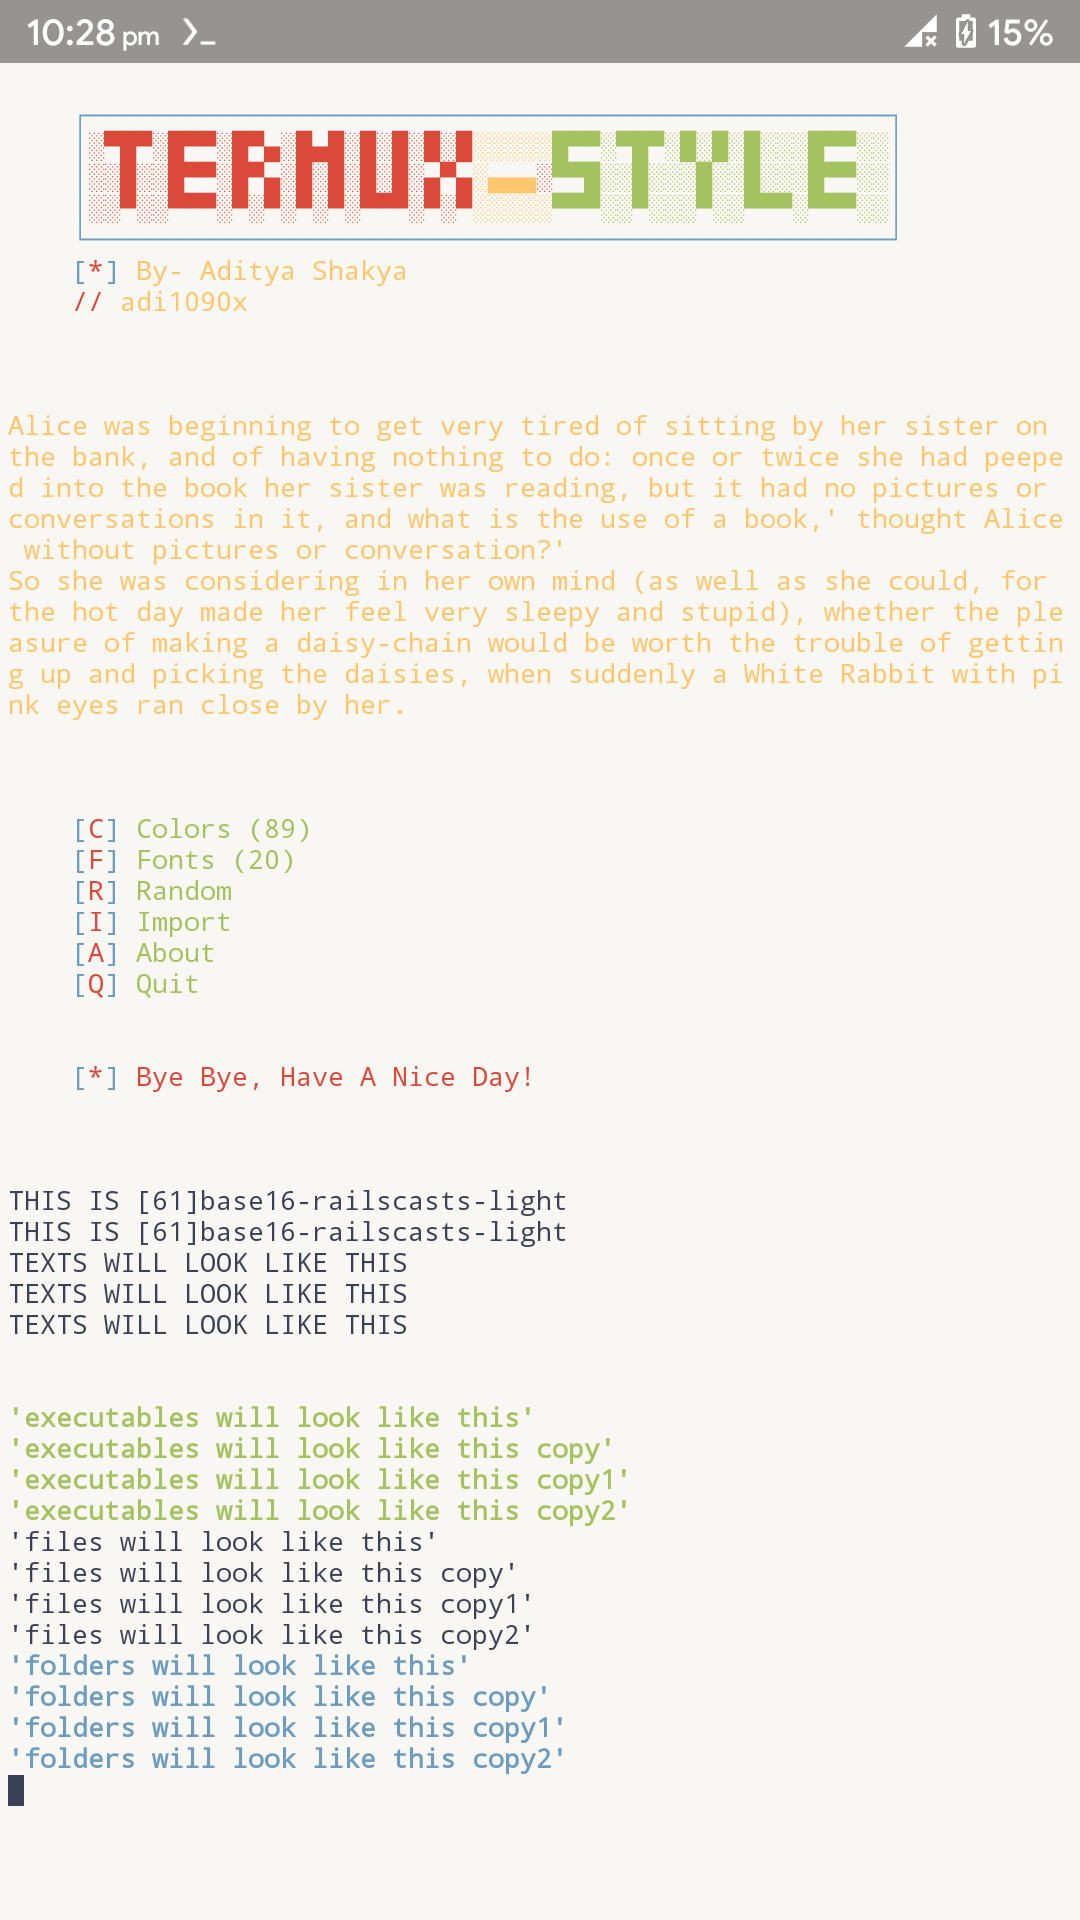 10:28 pm 15%
TERMUX-STYLE
[*] By- Aditya Shakya
// adi1090x
Alice was beginning to get very tired of sitting by her sister on
the bank, and of having nothing to do: once or twice she had peepe
d into the book her sister was reading, but it had no pictures or
conversations in it, and what is the use of a book,' thought Alice
without pictures or conversation?'
So she was considering in her own mind (as well as she could, for
the hot day made her feel very sleepy and stupid), whether the ple
asure of making a daisy-chain would be worth the trouble of gettin
g up and picking the daisies, when suddenly a White Rabbit with pi
nk eyes ran close by her.
[C] Colors (89)
[F] Fonts (20)
[R] Random
[I] Import
[A] About
[Q] Quit
[*] Bye Bye, Have A Nice Day!
THIS IS [61]base16-railscasts-light
THIS IS [61]base16-railscasts-light
TEXTS WILL LOOK LIKE THIS
TEXTS WILL LOOK LIKE THIS
TEXTS WILL LOOK LIKE THIS
'executables will look like this'
'executables will look like this copy'
'executables will look like this copy1'
'executables will look like this copy2'
'files will look like this'
'files will look like this copy'
'files will look like this copy1'
'files will look like this copy2'
'folders will look like this'
'folders will look like this copy'
'folders will look like this copy1'
'folders will look like this copy2'